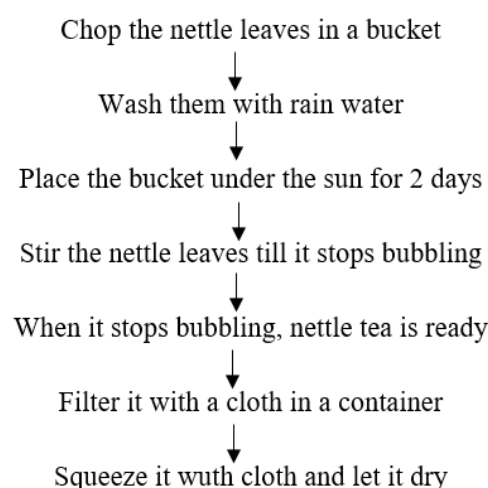 Chop the nettle leaves in a bucket
Wash them with rain water
Place the bucket under the sun for 2 days
Stir the nettle leaves till it stops bubbling
When it stops bubbling, nettle tea is ready
Filter it with a cloth in a container
Squeeze it wuth cloth and let it dry